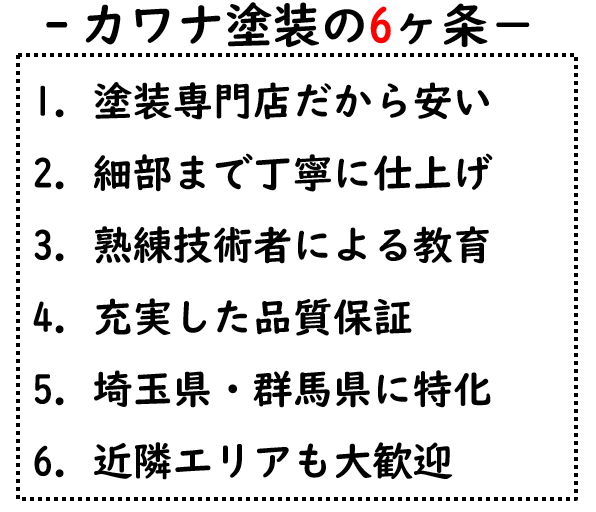 -カワナ塗装の6ヶ条－
1. 塗装専門店だから安い
2. 細部まで丁寧に仕上げ
3. 熟練技術者による教育
4. 充実した品質保証
5. 埼玉県・群馬県に特化
6. 近隣エリアも大歓迎